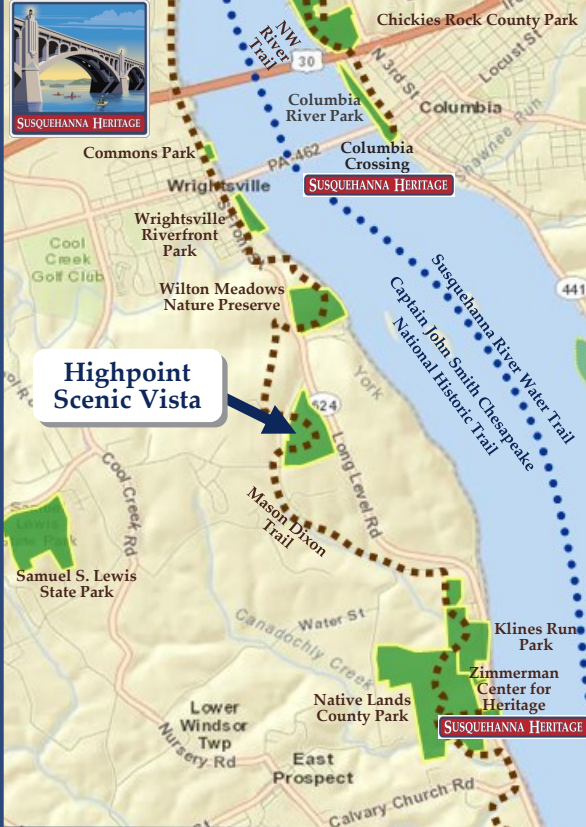 SUSQUEHANNA HERITAGE
Chickies Rock County Park
NW
River
Trail
30
N 3rd St
Locust St
Columbia
River Park
Columbia
Shawnee Run
Commons Park
PA-462
Columbia
Crossing
SUSQUEHANNA HERITAGE
Wrightsville
Wrightsville
Riverfront
Park
Cool
Creek
Golf Club
Wilton Meadows
Nature Preserve
Susquehanna River Water Trail
Captain John Smith Chesapeake
National Historic Trail
441
York
Highpoint
Scenic Vista
624
Long Level Rd
Cool Creek
Rd
Mason Dixon
Trail
Samuel S. Lewis
State Park
Water St
Canadochly Creek
Klines Run
Park
Zimmerman
Center for
Heritage
SUSQUEHANNA HERITAGE
Native Lands
County Park
Lower
Windsor
Twp
Nursery Rd
East
Prospect
Calvary Church Rd